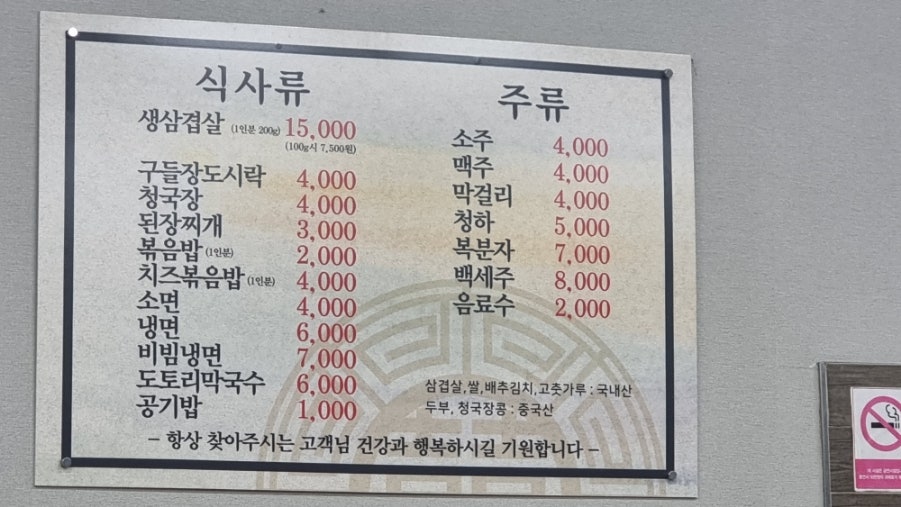 식사류
생삼겹살 (1인분 200g) 15,000
(100g시 7,500원)
구들장도시락 4,000
청국장 4,000
된장찌개 3,000
볶음밥 (1인분) 2,000
치즈볶음밥 (1인분) 4,000
소면 4,000
냉면 6,000
비빔냉면 7,000
도토리막국수 6,000
공기밥 1,000
주류
소주 4,000
맥주 4,000
막걸리 4,000
청하 5,000
복분자 7,000
백세주 8,000
음료수 2,000
삼겹살,쌀,배추김치,고춧가루 : 국내산
두부, 청국장콩 : 중국산
– 항상 찾아주시는 고객님 건강과 행복하시길 기원합니다 –